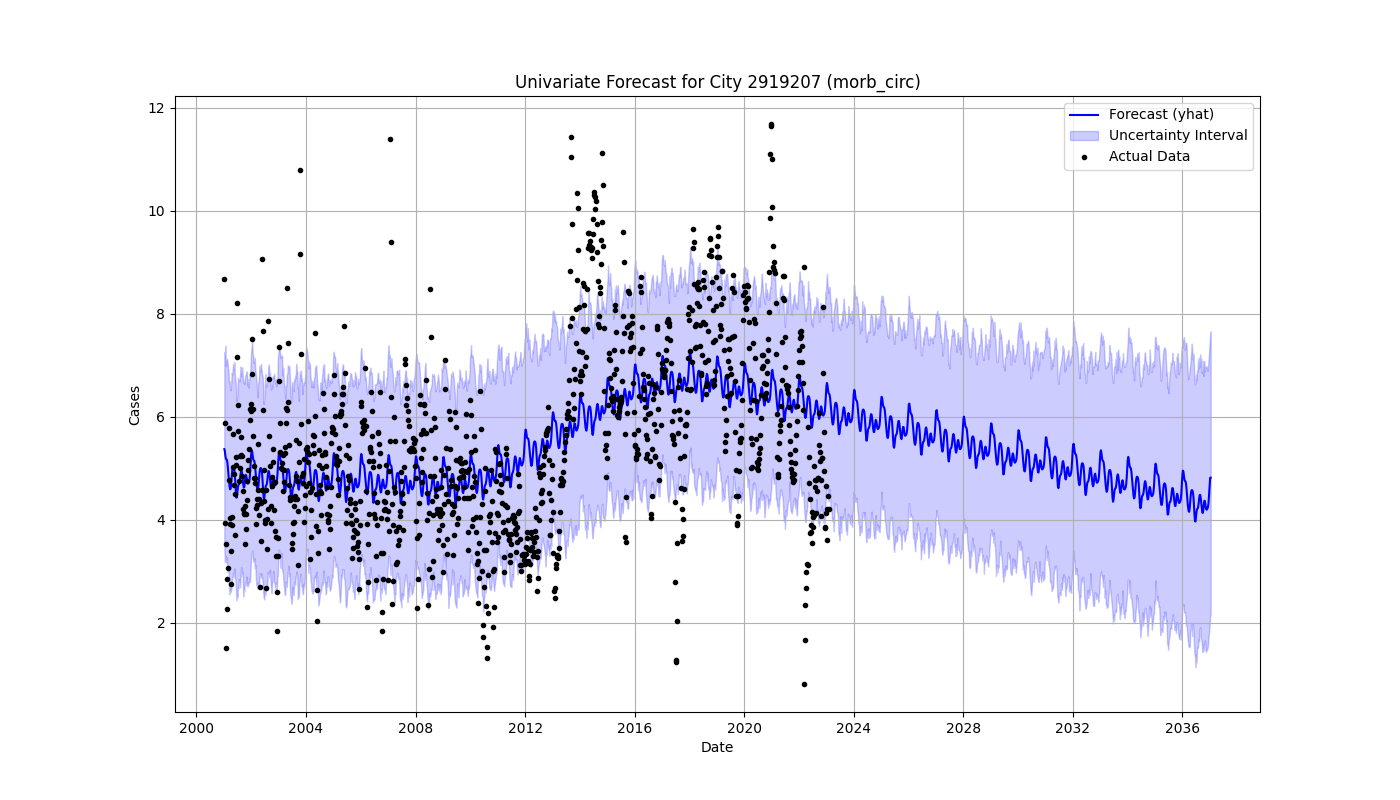 Univariate Forecast for City 2919207 (morb_circ)
Forecast (yhat)
Uncertainty Interval
Actual Data
Cases
12
10
8
6
4
2
2000 2004 2008 2012 2016 2020 2024 2028 2032 2036
Date